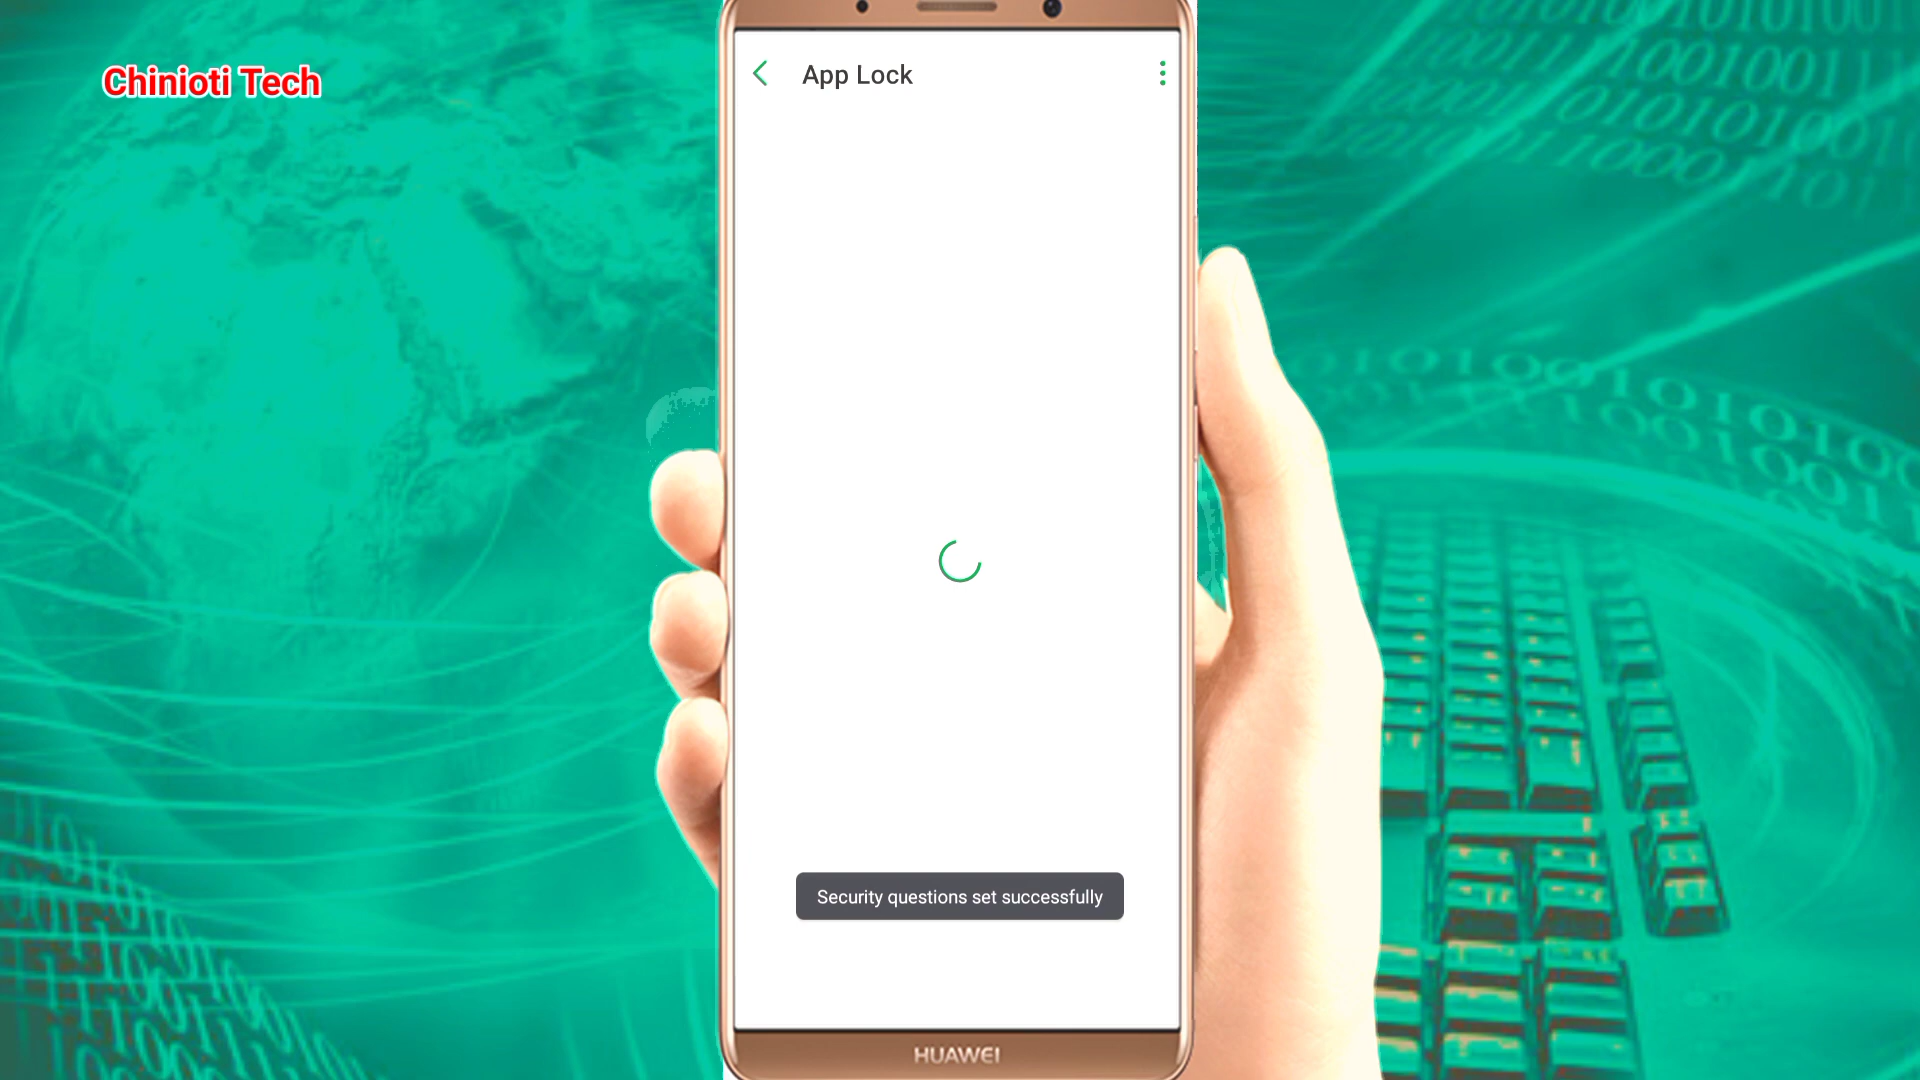 Chinioti Tech
App Lock
Security questions set successfully
HUAWEI